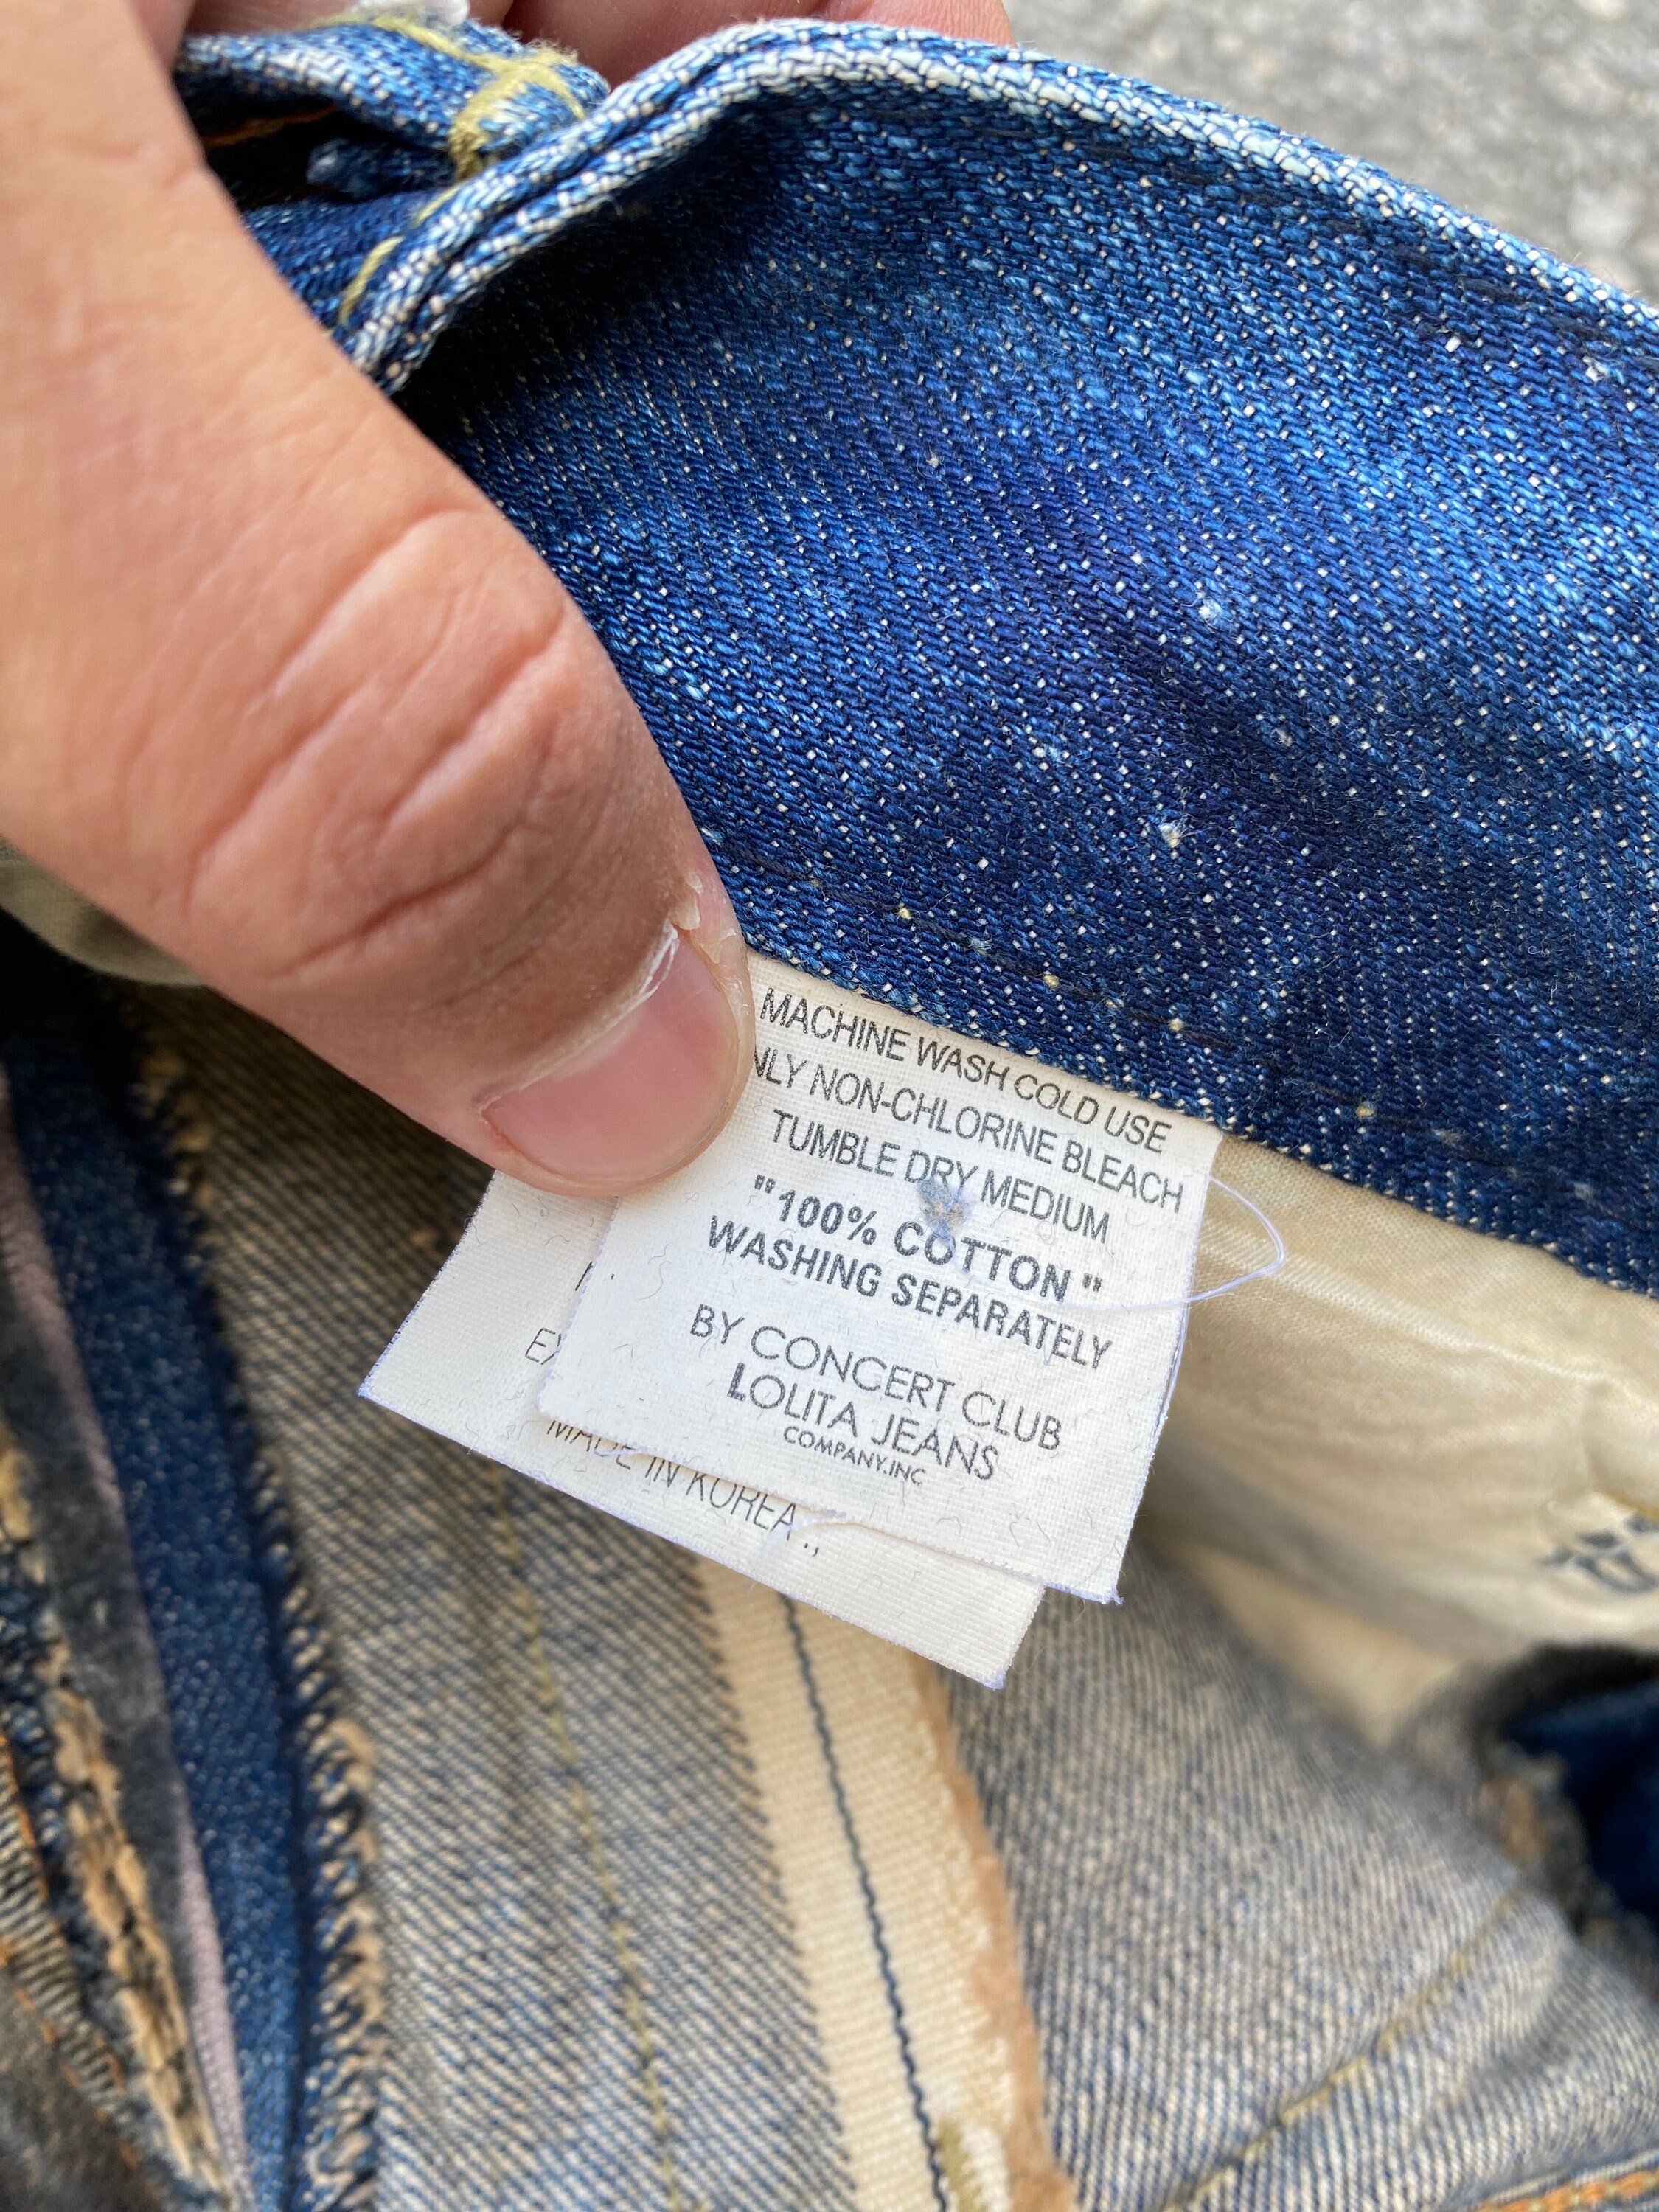 MACHINE WASH COLD USE
NON-CHLORINE BLEACH
TUMBLE DRY MEDIUM
"100% COTTON"
WASHING SEPARATELY
BY CONCERT CLUB
LOLITA JEANS
COMPANY.INC
MADE IN KOREA .,